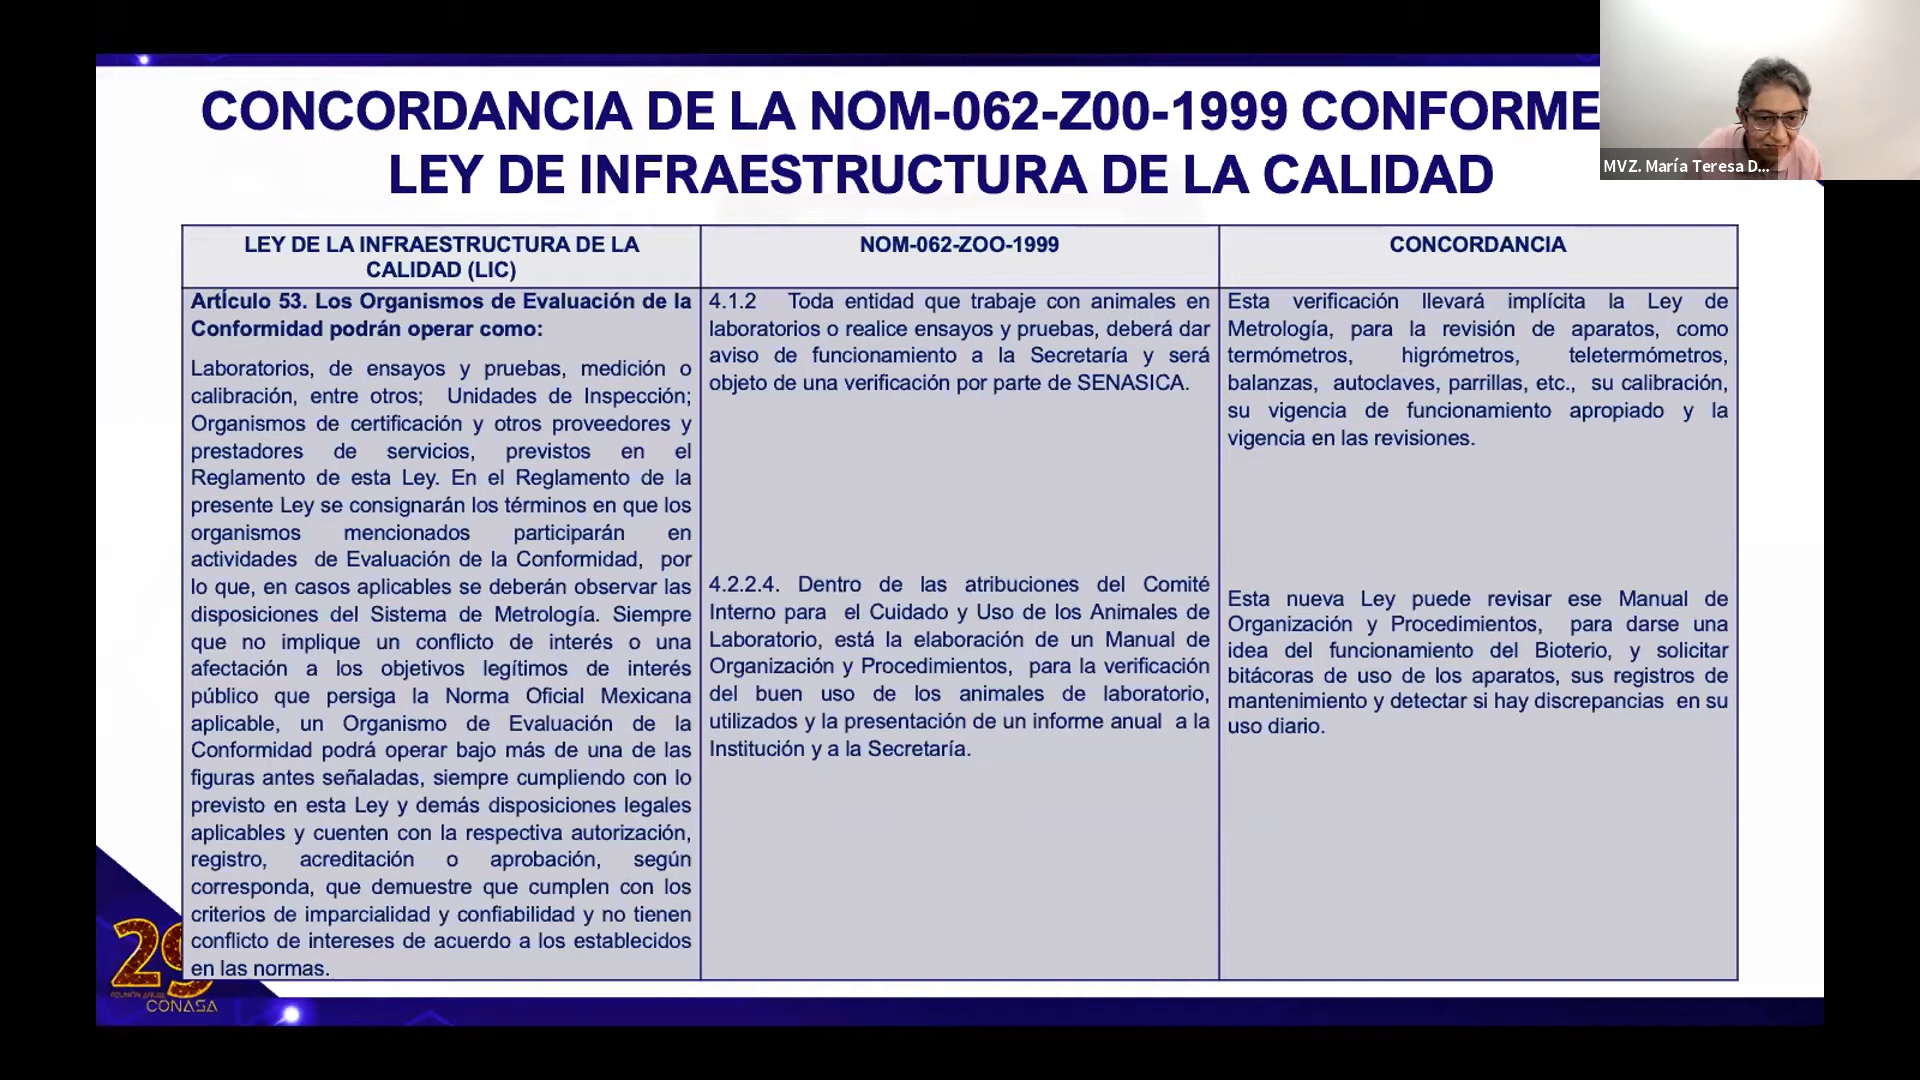 CONCORDANCIA DE LA NOM-062-Z00-1999 CONFORME
LEY DE INFRAESTRUCTURA DE LA CALIDAD
MVZ. María Teresa D...
LEY DE LA INFRAESTRUCTURA DE LA
CALIDAD (LIC)
NOM-062-ZOO-1999
CONCORDANCIA
ArtÍculo 53. Los Organismos de Evaluación de la
Conformidad podrán operar como:
Laboratorios, de ensayos y pruebas, medición o
calibración, entre otros; Unidades de Inspección;
Organismos de certificación y otros proveedores y
prestadores de servicios, previstos en el
Reglamento de esta Ley. En el Reglamento de la
presente Ley se consignarán los términos en que los
organismos mencionados participarán en
actividades de Evaluación de la Conformidad, por
lo que, en casos aplicables se deberán observar las
disposiciones del Sistema de Metrología. Siempre
que no implique un conflicto de interés o una
afectación a los objetivos legítimos de interés
público que persiga la Norma Oficial Mexicana
aplicable, un Organismo de Evaluación de la
Conformidad podrá operar bajo más de una de las
figuras antes señaladas, siempre cumpliendo con lo
previsto en esta Ley y demás disposiciones legales
aplicables y cuenten con la respectiva autorización,
registro, acreditación o aprobación, según
corresponda, que demuestre que cumplen con los
criterios de imparcialidad y confiabilidad y no tienen
conflicto de intereses de acuerdo a los establecidos
en las normas.
4.1.2 Toda entidad que trabaje con animales en
laboratorios o realice ensayos y pruebas, deberá dar
aviso de funcionamiento a la Secretaría y será
objeto de una verificación por parte de SENASICA.
4.2.2.4. Dentro de las atribuciones del Comité
Interno para el Cuidado y Uso de los Animales de
Laboratorio, está la elaboración de un Manual de
Organización y Procedimientos, para la verificación
del buen uso de los animales de laboratorio,
utilizados y la presentación de un informe anual a la
Institución y a la Secretaría.
Esta verificación llevará implícita la Ley de
Metrología, para la revisión de aparatos, como
termómetros, higrómetros, teletermómetros,
balanzas, autoclaves, parrillas, etc., su calibración,
su vigencia de funcionamiento apropiado y la
vigencia en las revisiones.
Esta nueva Ley puede revisar ese Manual de
Organización y Procedimientos, para darse una
idea del funcionamiento del Bioterio, y solicitar
bitácoras de uso de los aparatos, sus registros de
mantenimiento y detectar si hay discrepancias en su
uso diario.
29
REUNIÓN ANUAL
CONASA